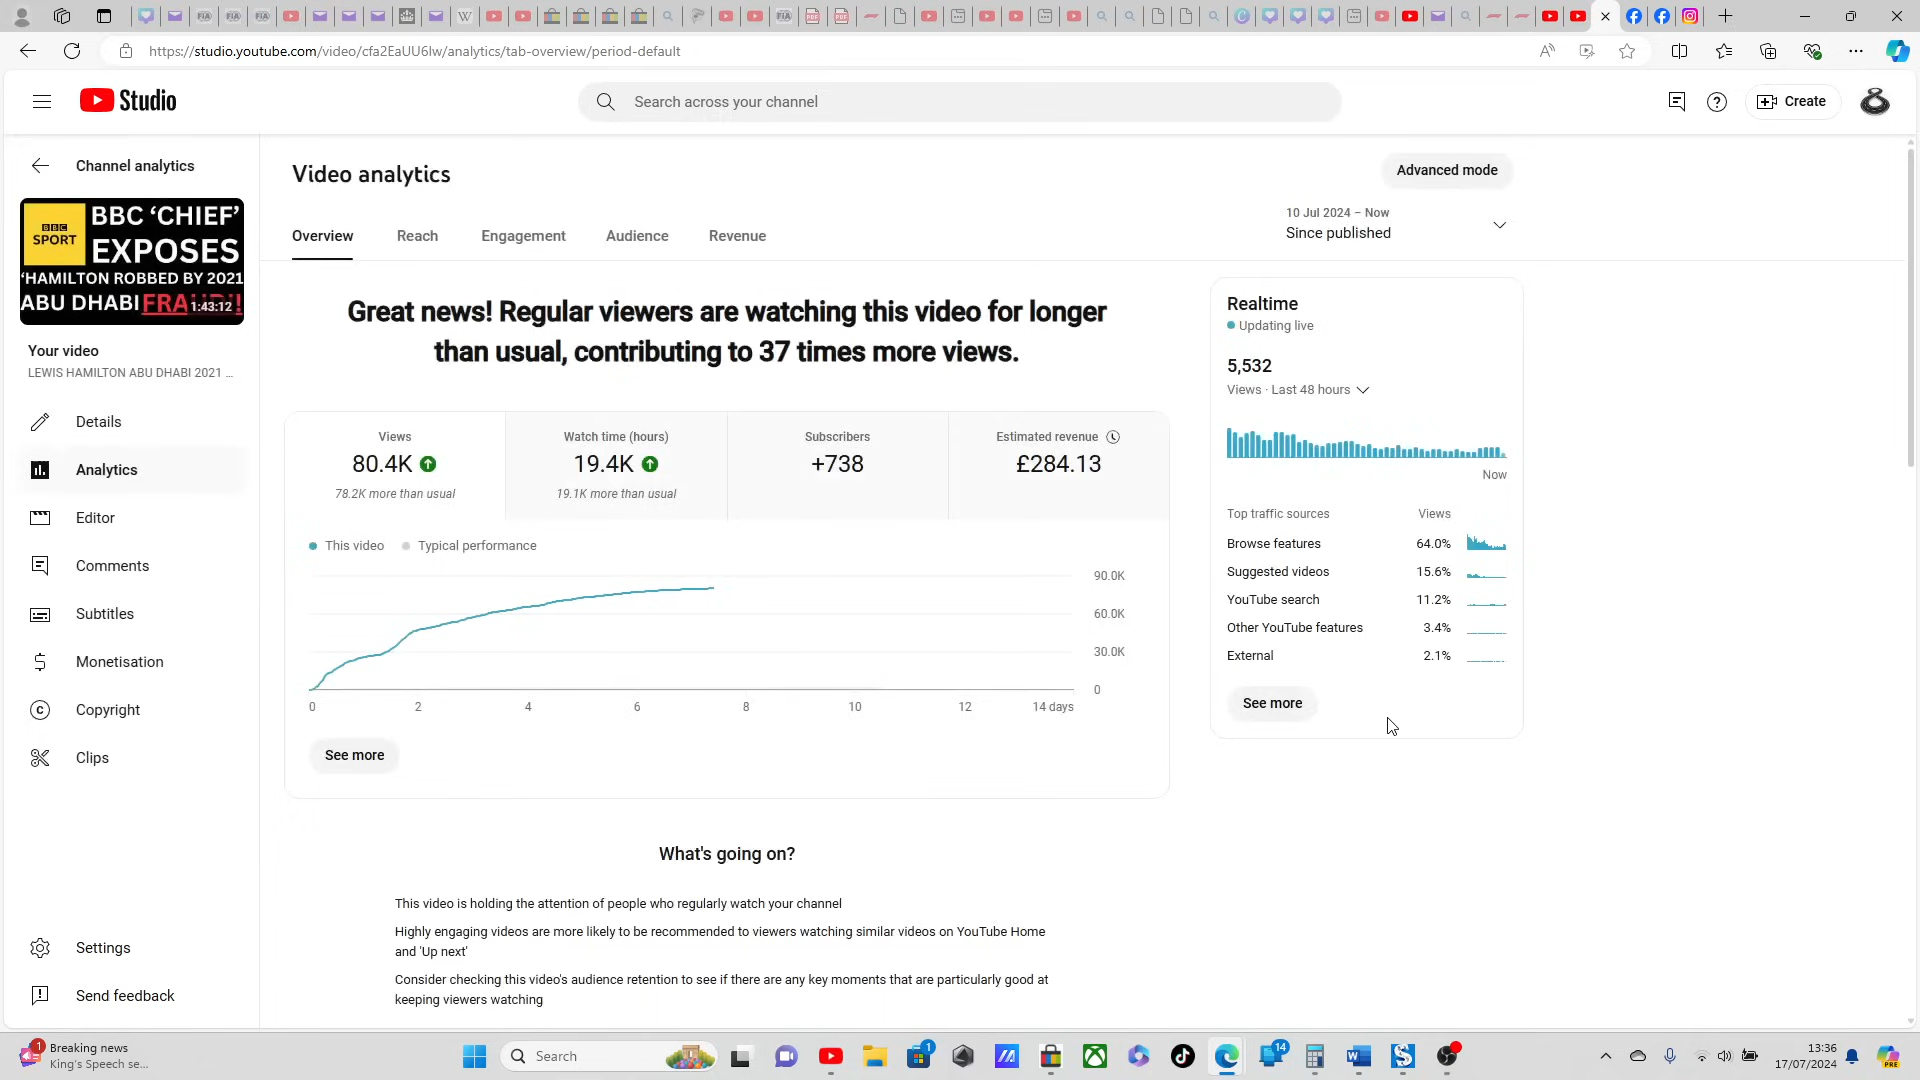 https://studio.youtube.com/video/cfa2EaUU6lw/analytics/tab-overview/period-default
Studio
Search across your channel
Create
Channel analytics
BBC SPORT
BBC ‘CHIEF’
EXPOSES
‘HAMILTON ROBBED BY 2021
ABU DHABI FRAUD’!
1:43:12
Your video
LEWIS HAMILTON ABU DHABI 2021 ...
Details
Analytics
Editor
Comments
Subtitles
Monetisation
Copyright
Clips
Settings
Send feedback
Video analytics
Advanced mode
Overview
Reach
Engagement
Audience
Revenue
10 Jul 2024 – Now
Since published
Great news! Regular viewers are watching this video for longer
than usual, contributing to 37 times more views.
Views
80.4K
78.2K more than usual
Watch time (hours)
19.4K
19.1K more than usual
Subscribers
+738
Estimated revenue
£284.13
This video
Typical performance
90.0K
60.0K
30.0K
0
0 2 4 6 8 10 12 14 days
See more
Realtime
Updating live
5,532
Views · Last 48 hours
Now
Top traffic sources Views
Browse features 64.0%
Suggested videos 15.6%
YouTube search 11.2%
Other YouTube features 3.4%
External 2.1%
See more
What's going on?
This video is holding the attention of people who regularly watch your channel
Highly engaging videos are more likely to be recommended to viewers watching similar videos on YouTube Home
and 'Up next'
Consider checking this video's audience retention to see if there are any key moments that are particularly good at
keeping viewers watching
1
Breaking news
King's Speech se...
Search
1
14
13:36
17/07/2024
PRE